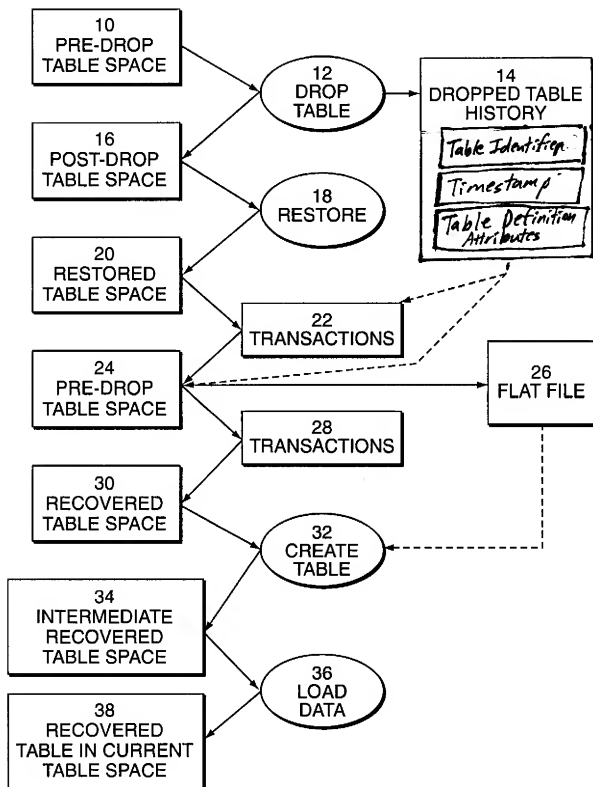 10
PRE-DROP
TABLE SPACE
12
DROP
TABLE
14
DROPPED TABLE
HISTORY
Table Identifier
Timestamp
Table Definition
Attributes
16
POST-DROP
TABLE SPACE
18
RESTORE
20
RESTORED
TABLE SPACE
22
TRANSACTIONS
24
PRE-DROP
TABLE SPACE
26
FLAT FILE
28
TRANSACTIONS
30
RECOVERED
TABLE SPACE
32
CREATE
TABLE
34
INTERMEDIATE
RECOVERED
TABLE SPACE
36
LOAD
DATA
38
RECOVERED
TABLE IN CURRENT
TABLE SPACE